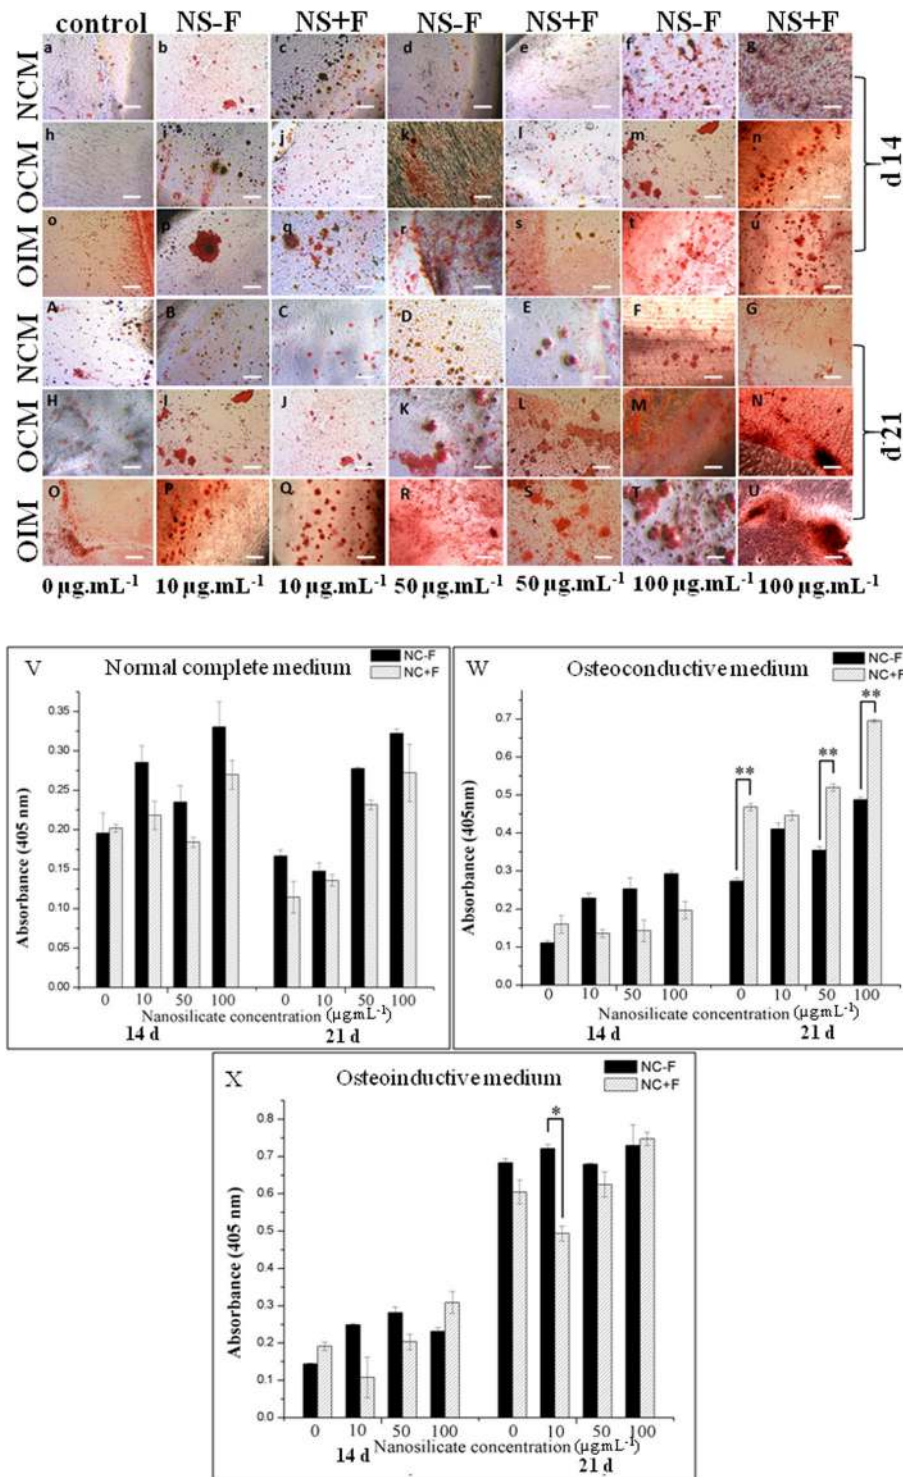 control NS-F NS+F NS-F NS+F NS-F NS+F
NCM a b c d e f g
OCM h i j k l m n
OIM o p q r s t u
d 14
NCM A B C D E F G
OCM H I J K L M N
OIM O P Q R S T U
d.21
0 µg.mL-1 10 µg.mL-1 10 µg.mL-1 50 µg.mL-1 50 µg.mL-1 100 µg.mL-1 100 µg.mL-1
V Normal complete medium
NC-F
NC+F
Absorbance (405 nm)
0.35
0.30
0.25
0.20
0.15
0.10
0.05
0.00
0 10 50 100 0 10 50 100
Nanosilicate concentration (µgmL-1)
14 d 21 d
W Osteoconductive medium
NC-F
NC+F
Absorbance (405nm)
0.7
0.6
0.5
0.4
0.3
0.2
0.1
0.0
** ** **
0 10 50 100 0 10 50 100
Nanosilicate concentration (µgmL-1)
14 d 21 d
X Osteoinductive medium
NC-F
NC+F
Absorbance (405 nm)
0.8
0.7
0.6
0.5
0.4
0.3
0.2
0.1
0.0
*
0 10 50 100 0 10 50 100
Nanosilicate concentration (µgmL-1)
14 d 21 d